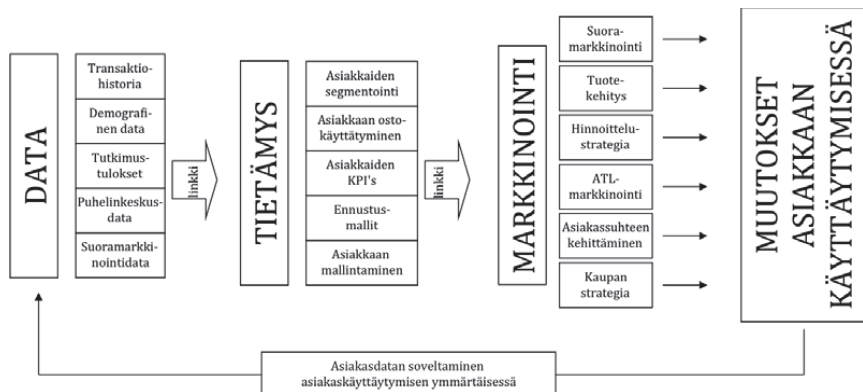 DATA
Transaktio-
historia
Demografi-
nen data
Tutkimus-
tulokset
Puhelinkeskus-
data
Suoramarkki-
nointidata
linkki
TIETÄMYS
Asiakkaiden
segmentointi
Asiakkaan osto-
käyttätyminen
Asiakkaiden
KPI's
Ennustus-
mallit
Asiakkaan
mallintaminen
linkki
MARKKINOINTI
Suora-
markkinointi
Tuote-
kehitys
Hinnoittelu-
strategia
ATL-
markkinointi
Asiakassuhteen
kehittäminen
Kaupan
strategia
MUUTOKSET
ASIAKKAAN
KÄYTTÄYTYMISESSÄ
Asiakasdatan soveltaminen
asiakaskäyttäytymisen ymmärtäisessä